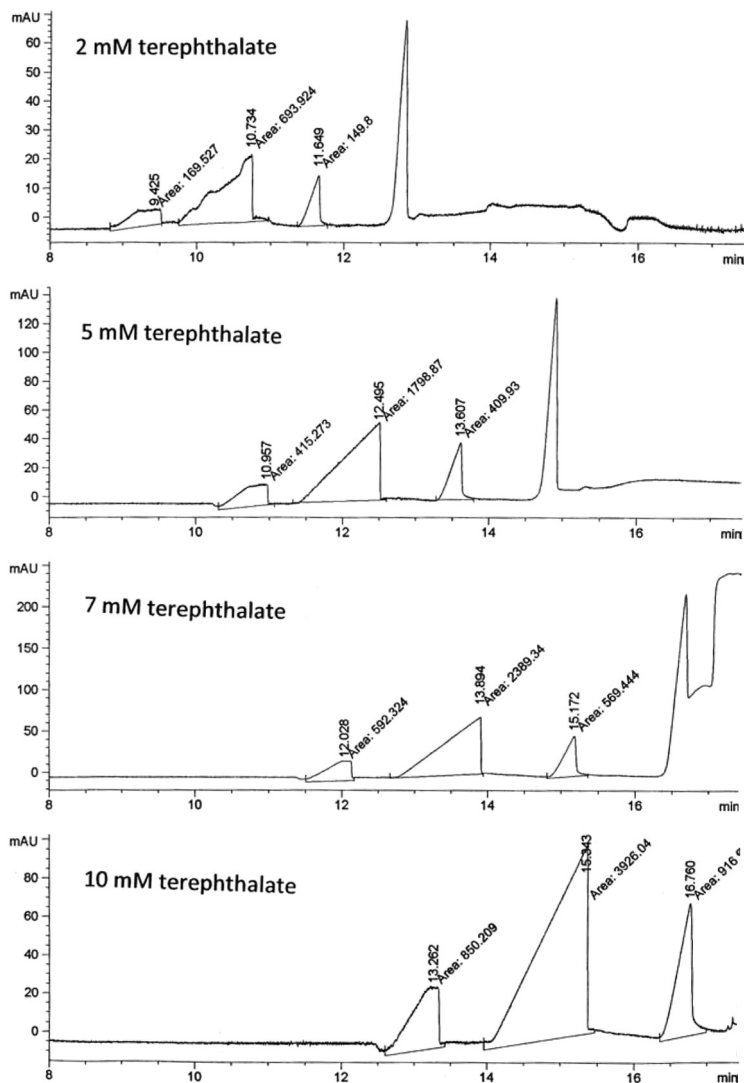 mAU
2 mM terephthalate
60
50
40
30
20
10
0
9.425
Area: 169.527
10.734
Area: 693.924
11.649
Area: 149.8
8 10 12 14 16 min
mAU
5 mM terephthalate
120
100
80
60
40
20
0
10.957
Area: 415.273
12.495
Area: 1798.87
13.607
Area: 409.93
8 10 12 14 16 min
mAU
7 mM terephthalate
200
150
100
50
0
12.028
Area: 592.324
13.894
Area: 2389.34
15.172
Area: 569.444
8 10 12 14 16 min
mAU
10 mM terephthalate
80
60
40
20
0
13.262
Area: 850.209
15.343
Area: 3926.04
16.760
Area: 916.
8 10 12 14 16 min